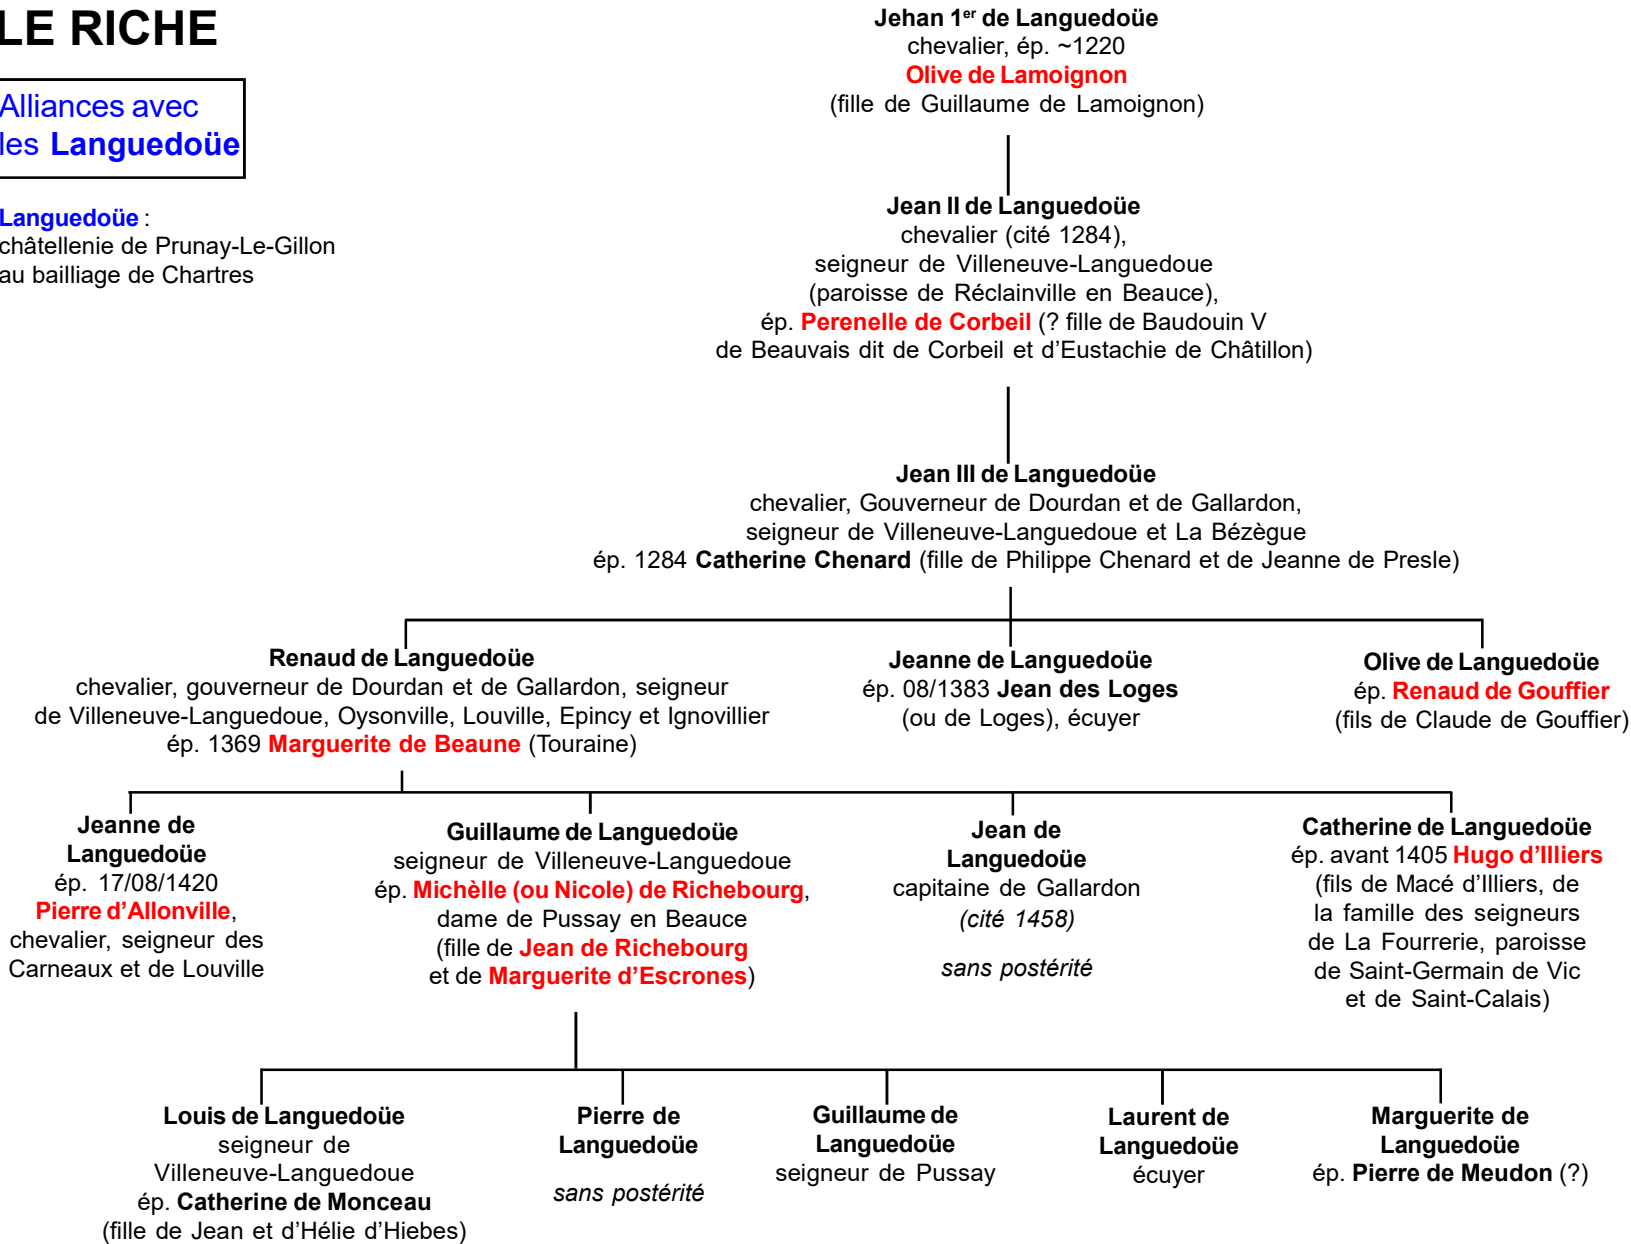 LE RICHE
Alliances avec
les Languedoüe
Languedoüe :
châtellenie de Prunay-Le-Gillon
au bailliage de Chartres
Jehan 1er de Languedoüe
chevalier, ép. ~1220
Olive de Lamoignon
(fille de Guillaume de Lamoignon)
Jean II de Languedoüe
chevalier (cité 1284),
seigneur de Villeneuve-Languedoue
(paroisse de Réclainville en Beauce),
ép. Perenelle de Corbeil (? fille de Baudouin V
de Beauvais dit de Corbeil et d'Eustachie de Châtillon)
Jean III de Languedoüe
chevalier, Gouverneur de Dourdan et de Gallardon,
seigneur de Villeneuve-Languedoue et La Bézègue
ép. 1284 Catherine Chenard (fille de Philippe Chenard et de Jeanne de Presle)
Renaud de Languedoüe
chevalier, gouverneur de Dourdan et de Gallardon, seigneur
de Villeneuve-Languedoue, Oysonville, Louville, Epincy et Ignovillier
ép. 1369 Marguerite de Beaune (Touraine)
Jeanne de Languedoüe
ép. 08/1383 Jean des Loges
(ou de Loges), écuyer
Olive de Languedoüe
ép. Renaud de Gouffier
(fils de Claude de Gouffier)
Jeanne de
Languedoüe
ép. 17/08/1420
Pierre d'Allonville,
chevalier, seigneur des
Carneaux et de Louville
Guillaume de Languedoüe
seigneur de Villeneuve-Languedoue
ép. Michèlle (ou Nicole) de Richebourg,
dame de Pussay en Beauce
(fille de Jean de Richebourg
et de Marguerite d'Escrones)
Jean de
Languedoüe
capitaine de Gallardon
(cité 1458)
sans postérité
Catherine de Languedoüe
ép. avant 1405 Hugo d'Illiers
(fils de Macé d'Illiers, de
la famille des seigneurs
de La Fourrerie, paroisse
de Saint-Germain de Vic
et de Saint-Calais)
Louis de Languedoüe
seigneur de
Villeneuve-Languedoue
ép. Catherine de Monceau
(fille de Jean et d'Hélie d'Hiebes)
Pierre de
Languedoüe
sans postérité
Guillaume de
Languedoüe
seigneur de Pussay
Laurent de
Languedoüe
écuyer
Marguerite de
Languedoüe
ép. Pierre de Meudon (?)